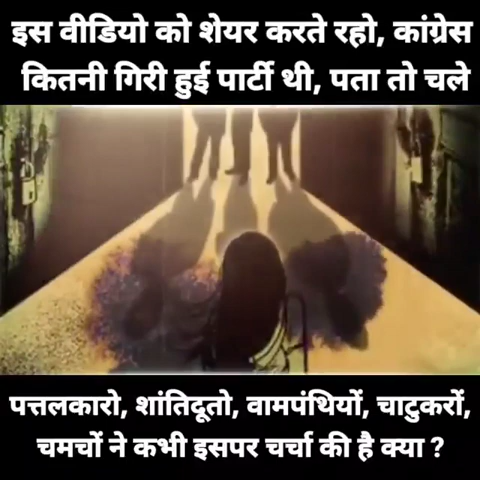 इस वीडियो को शेयर करते रहो, कांग्रेस
कितनी गिरी हुई पार्टी थी, पता तो चले
पत्तलकारो, शांतिदूतो, वामपंथियों, चाटुकरों,
चमचों ने कभी इसपर चर्चा की है क्या ?